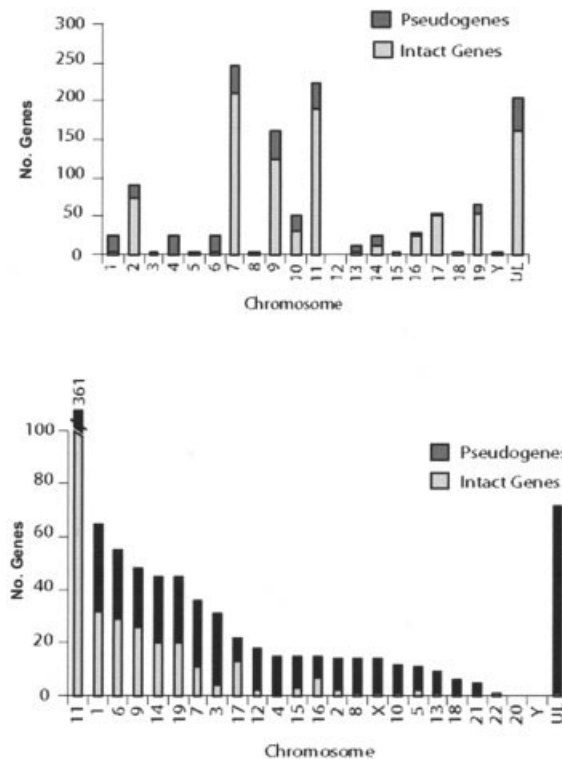 300
250
200
150
100
50
0
No. Genes
Pseudogenes
Intact Genes
1 2 3 4 5 6 7 8 9 10 11 12 13 14 15 16 17 18 19 Y UL
Chromosome
361
100
80
60
40
20
0
No. Genes
Pseudogenes
Intact Genes
11 1 6 9 14 19 7 3 17 12 4 15 16 2 8 X 10 5 13 18 21 22 20 Y UL
Chromosome